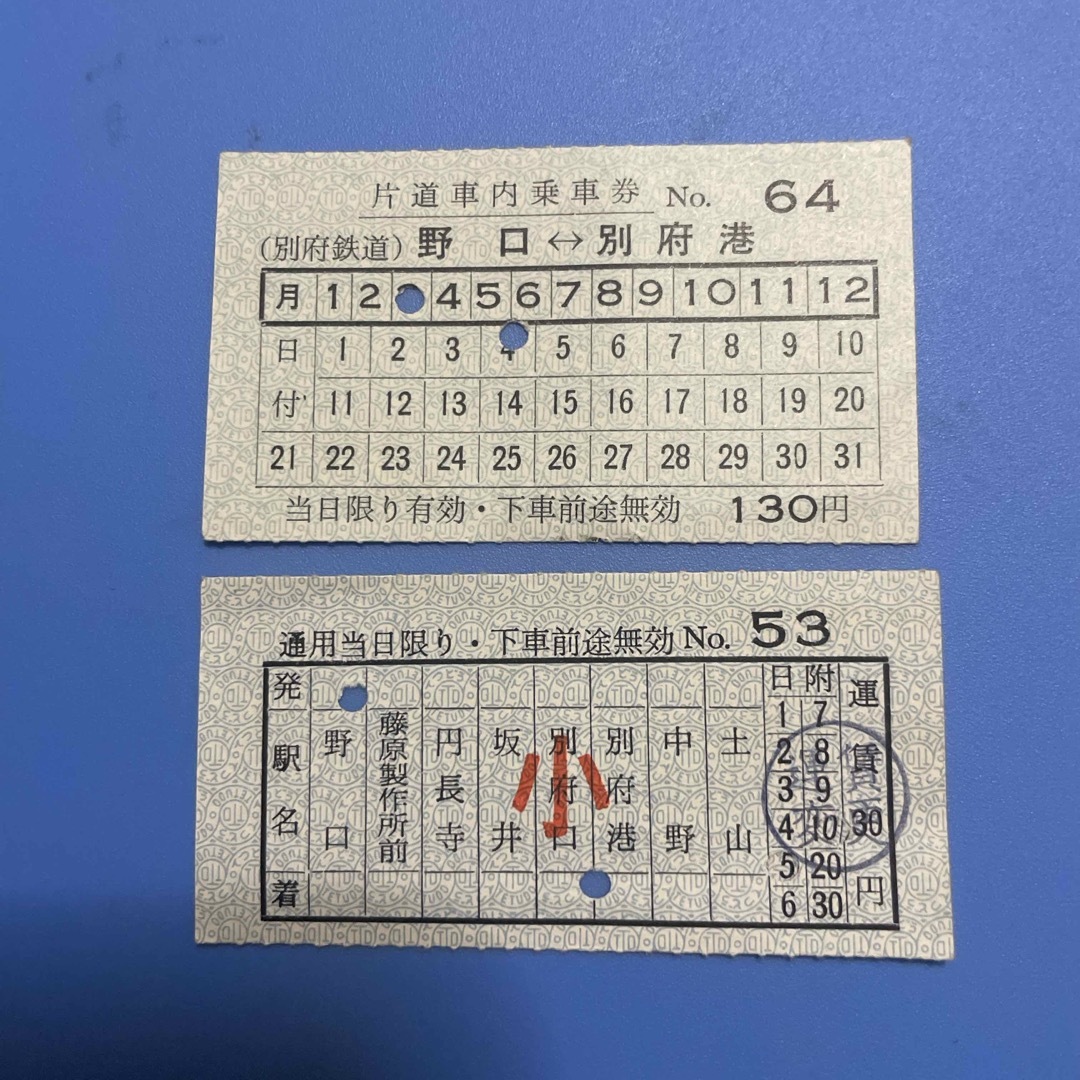 片道車内乗車券 No. 64
(別府鉄道) 野口↔別府港
月 1 2 4 5 6 7 8 9 10 11 12
日 1 2 3 4 5 6 7 8 9 10
付 11 12 13 14 15 16 17 18 19 20
21 22 23 24 25 26 27 28 29 30 31
当日限り有効・下車前途無効 130円
通用当日限り・下車前途無効 No. 53
発駅名着
野口
藤原製作所前
円長寺
坂井
別府口
別府港
中野
土山
小
日附
1 7
2 8
3 9
4 10
5 20
6 30
運賃30円